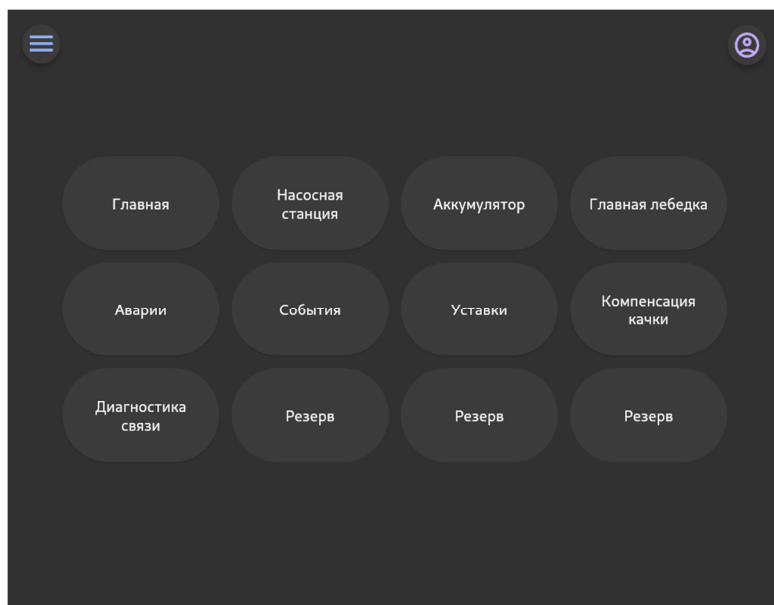 Главная
Насосная
станция
Аккумулятор
Главная лебедка
Аварии
События
Уставки
Компенсация
качки
Диагностика
связи
Резерв
Резерв
Резерв